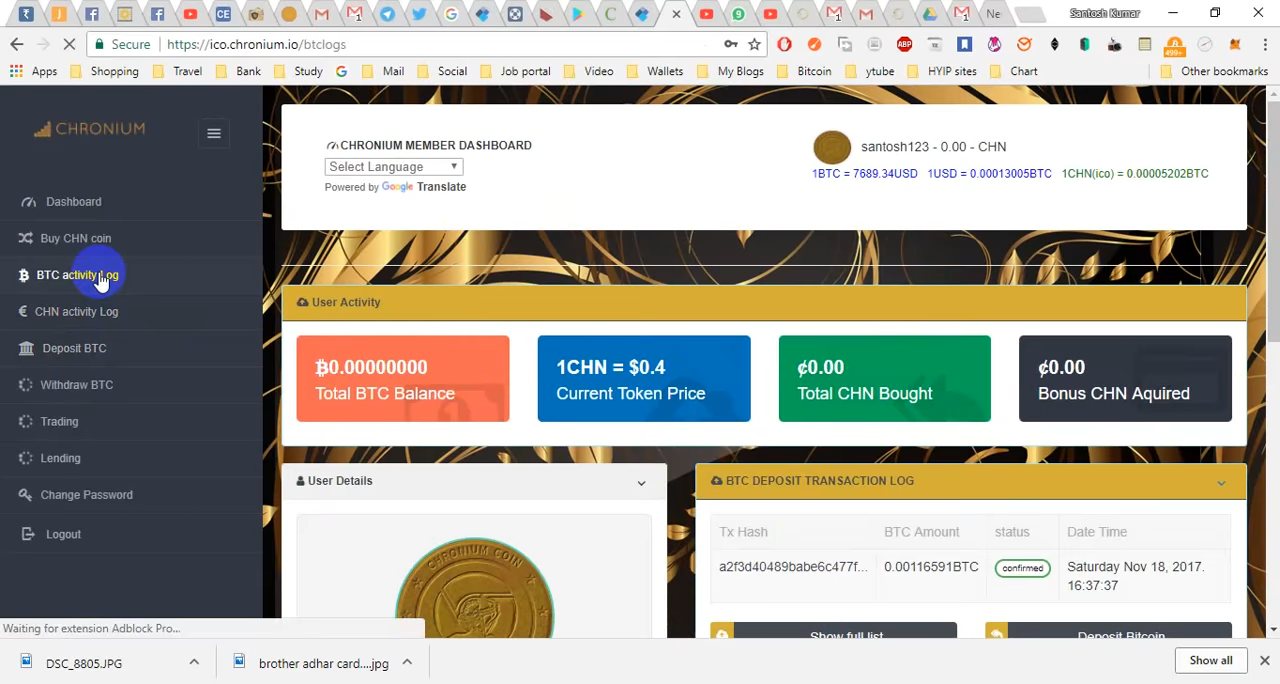 Santosh Kumar
Secure https://ico.chronium.io/btclogs
Apps Shopping Travel Bank Study Mail Social Job portal Video Wallets My Blogs Bitcoin ytube HYIP sites Chart Other bookmarks
CHRONIUM
Dashboard
Buy CHN coin
BTC activity Log
CHN activity Log
Deposit BTC
Withdraw BTC
Trading
Lending
Change Password
Logout
CHRONIUM MEMBER DASHBOARD
Select Language
Powered by Google Translate
santosh123 - 0.00 - CHN
1BTC = 7689.34USD 1USD = 0.00013005BTC 1CHN(ico) = 0.00005202BTC
User Activity
₿0.00000000
Total BTC Balance
1CHN = $0.4
Current Token Price
¢0.00
Total CHN Bought
¢0.00
Bonus CHN Aquired
User Details
CHRONIUM COIN
BTC DEPOSIT TRANSACTION LOG
Tx Hash BTC Amount status Date Time
a2f3d40489babe6c477f... 0.00116591BTC confirmed Saturday Nov 18, 2017.
16:37:37
Show full list Deposit Bitcoin
Waiting for extension Adblock Pro...
DSC_8805.JPG
brother adhar card....jpg
Show all